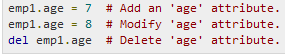 emp1.age = 7  # Add an 'age' attribute.
emp1.age = 8  # Modify 'age' attribute.
del emp1.age  # Delete 'age' attribute.